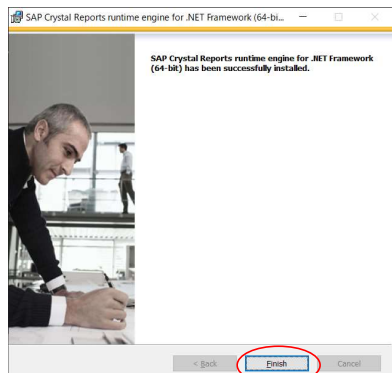 SAP Crystal Reports runtime engine for .NET Framework (64-bi...
SAP Crystal Reports runtime engine for .NET Framework
(64-bit) has been successfully installed.
< Back
Finish
Cancel